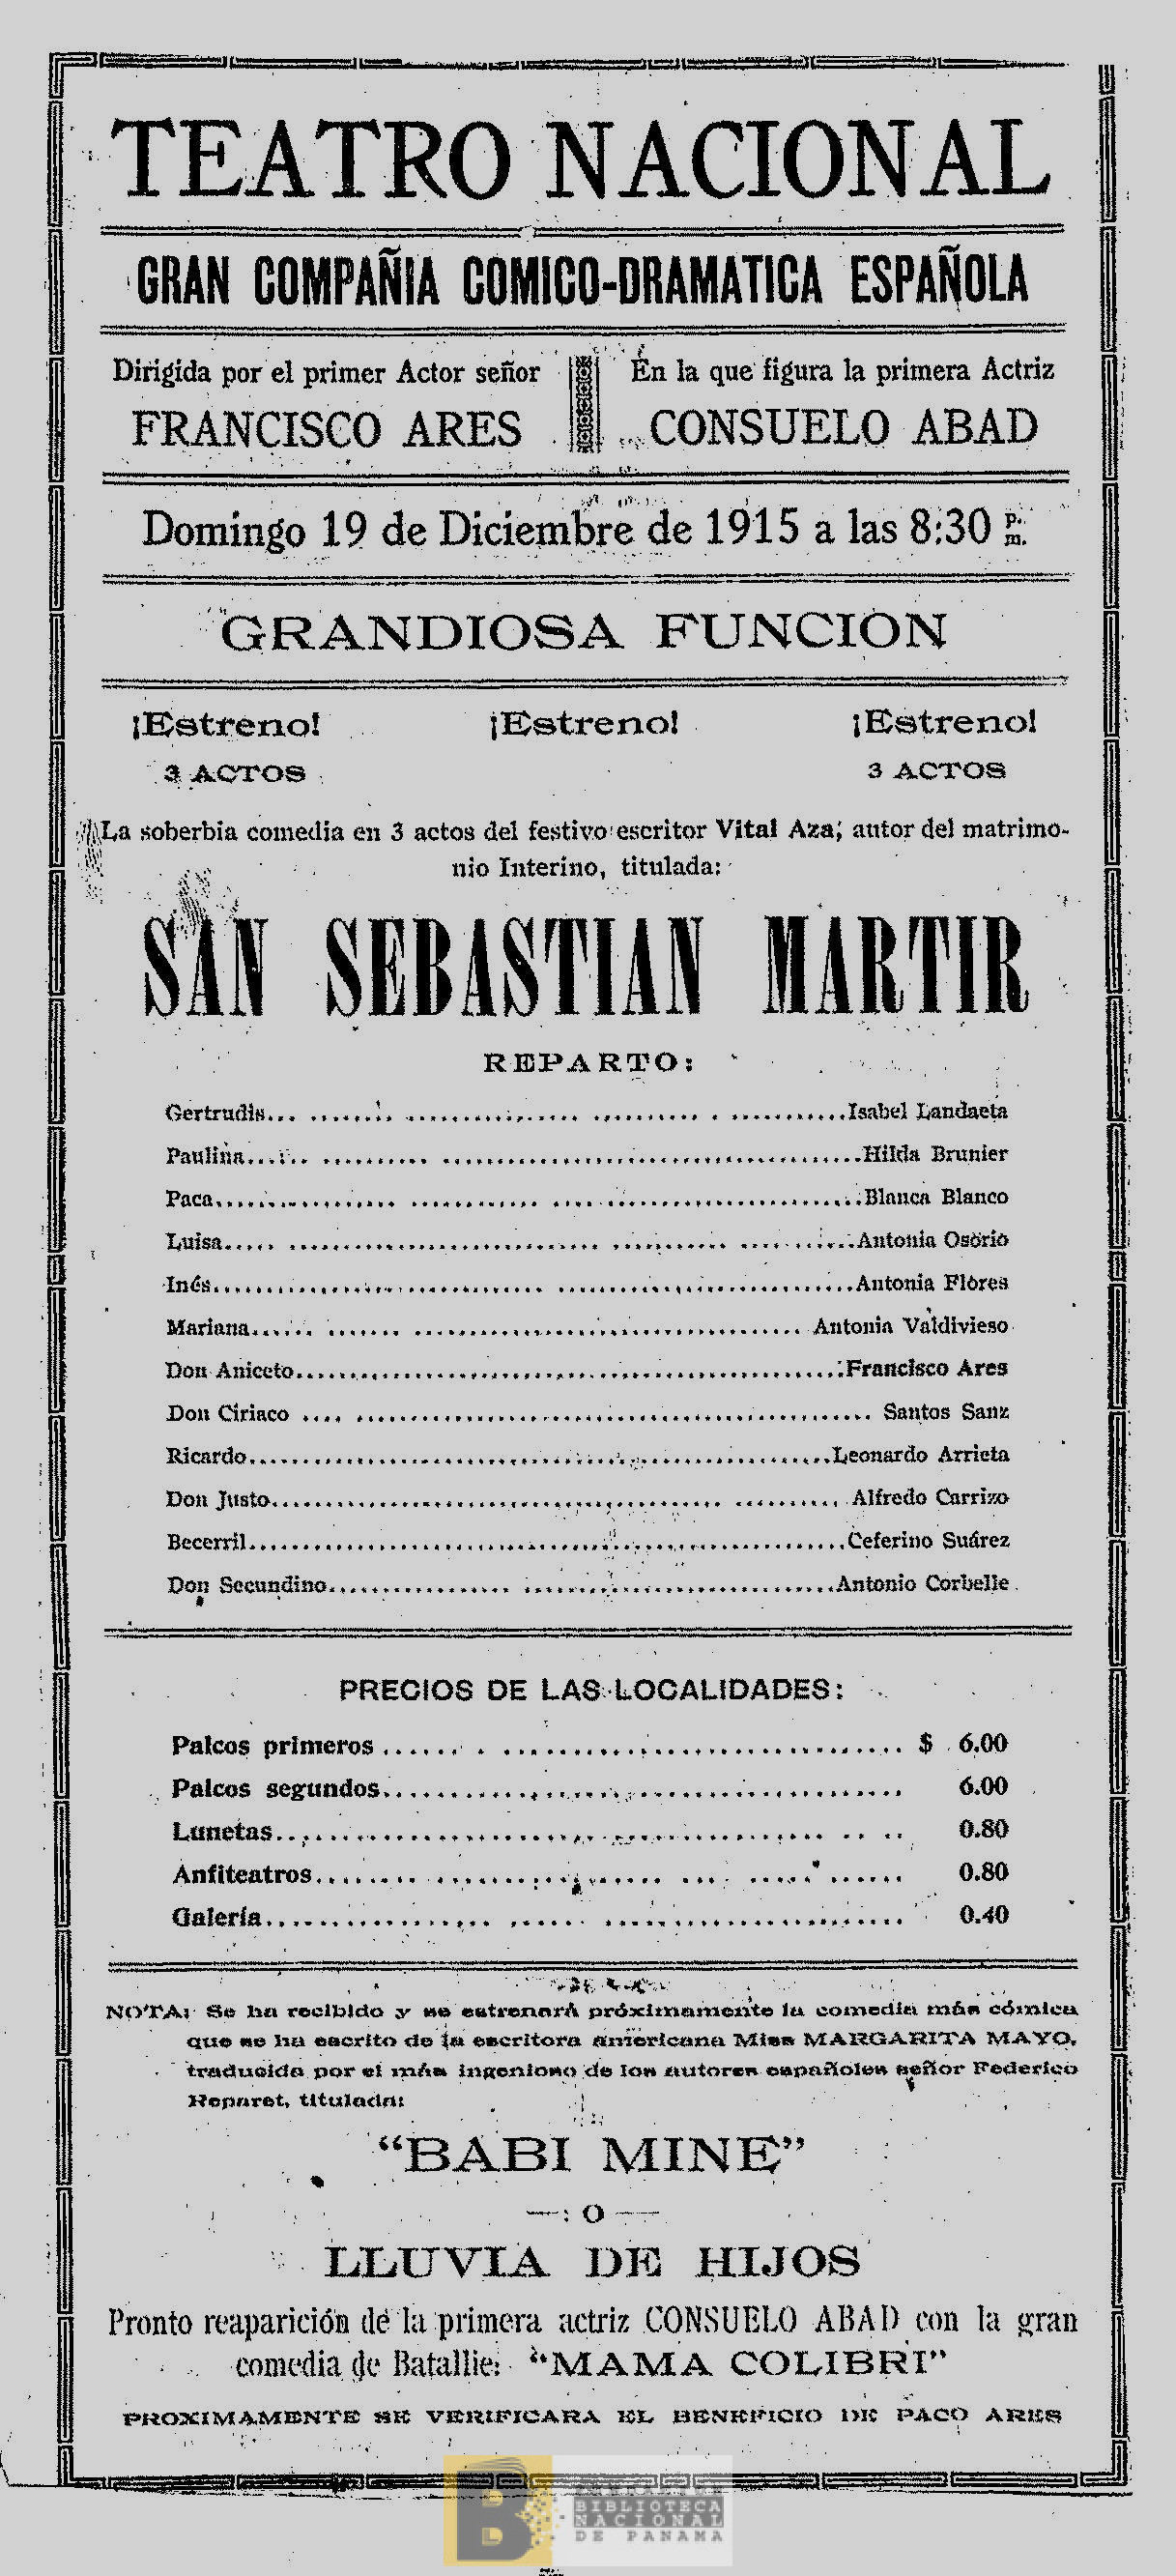 TEATRO NACIONAL
GRAN COMPAÑIA COMICO-DRAMATICA ESPAÑOLA
Dirigida por el primer Actor señor
FRANCISCO ARES
En la que figura la primera Actriz
CONSUELO ABAD
Domingo 19 de Diciembre de 1915 a las 8:30 p. m.
GRANDIOSA FUNCION
¡Estreno! ¡Estreno! ¡Estreno!
3 ACTOS 3 ACTOS
La soberbia comedia en 3 actos del festivo escritor Vital Aza; autor del matrimo-
nio Interino, titulada:
SAN SEBASTIAN MARTIR
REPARTO:
Gertrudis........Isabel Landaeta
Paulina........Hilda Brunier
Paca........Blanca Blanco
Luisa........Antonia Osorio
Inés........Antonia Flores
Mariana........Antonia Valdivieso
Don Aniceto........Francisco Ares
Don Ciriaco........Santos Sanz
Ricardo........Leonardo Arrieta
Don Justo........Alfredo Carrizo
Becerril........Ceferino Suárez
Don Secundino........Antonio Corbelle
PRECIOS DE LAS LOCALIDADES:
Palcos primeros........$ 6.00
Palcos segundos........6.00
Lunetas........0.80
Anfiteatros........0.80
Galería........0.40
NOTA: Se ha recibido y se estrenará próximamente la comedia más cómica
que se ha escrito de la escritora americana Miss MARGARITA MAYO,
traducida por el más ingenioso de los autores españoles señor Federico
Reparet, titulada:
"BABI MINE"
—: O —
LLUVIA DE HIJOS
Pronto reaparición de la primera actriz CONSUELO ABAD con la gran
comedia de Batallie: "MAMA COLIBRI"
PROXIMAMENTE SE VERIFICARA EL BENEFICIO DE PACO ARES
B
BIBLIOTECA
NACIONAL
DE PANAMA